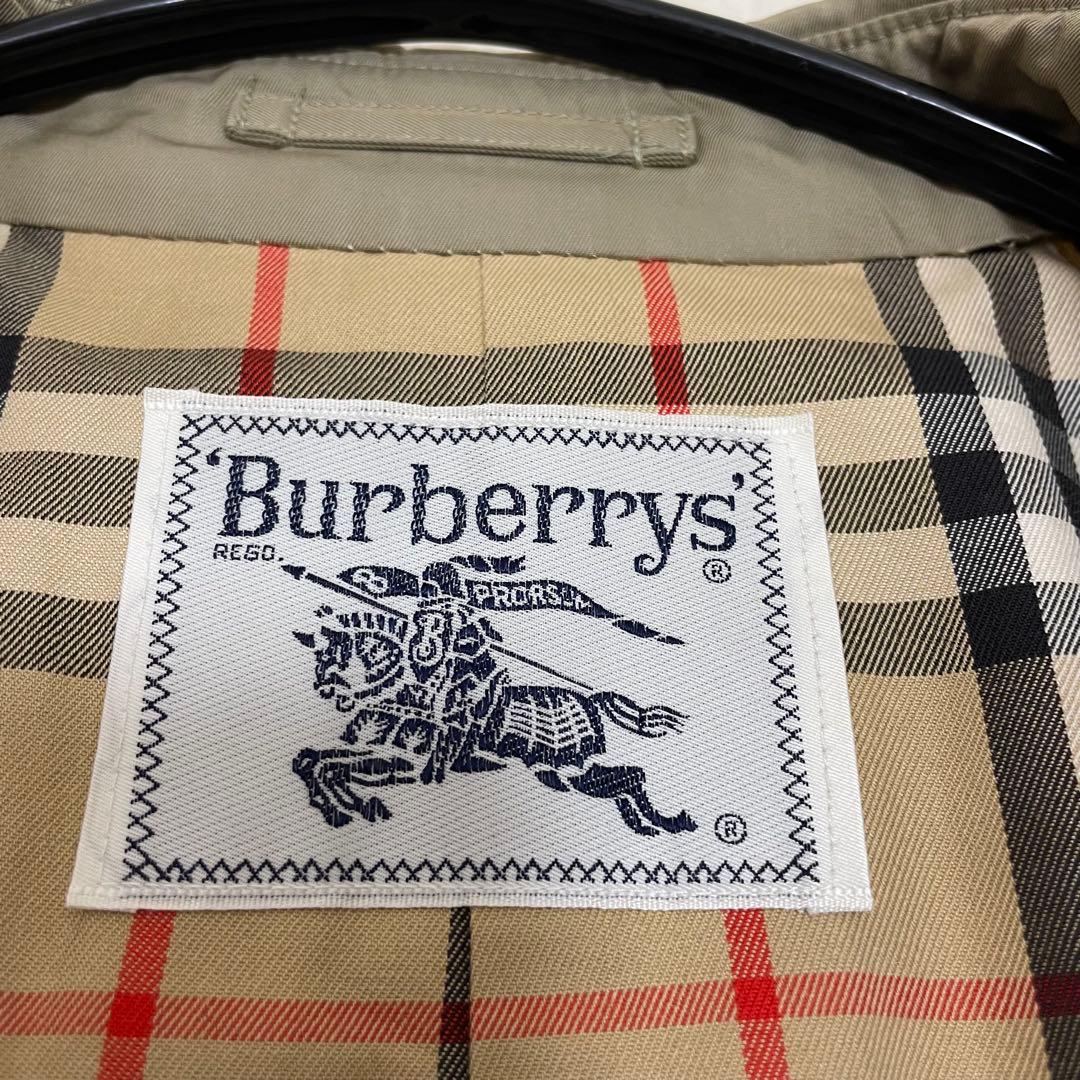 'Burberrys'
REGD.
®
PRORSUM
®